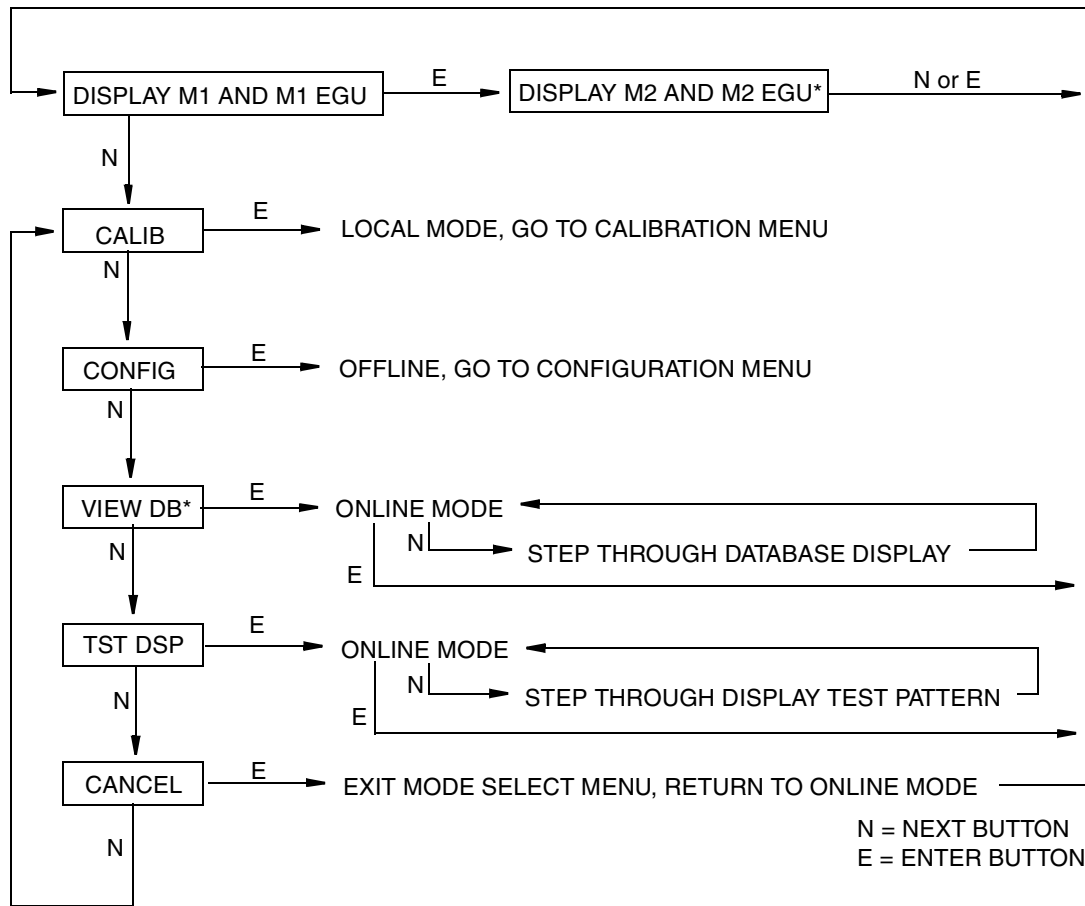 DISPLAY M1 AND M1 EGU
E
DISPLAY M2 AND M2 EGU*
N or E
N
CALIB
E
LOCAL MODE, GO TO CALIBRATION MENU
N
CONFIG
E
OFFLINE, GO TO CONFIGURATION MENU
N
VIEW DB*
E
ONLINE MODE
N
STEP THROUGH DATABASE DISPLAY
E
N
TST DSP
E
ONLINE MODE
N
STEP THROUGH DISPLAY TEST PATTERN
E
N
CANCEL
E
EXIT MODE SELECT MENU, RETURN TO ONLINE MODE
N
N = NEXT BUTTON
E = ENTER BUTTON